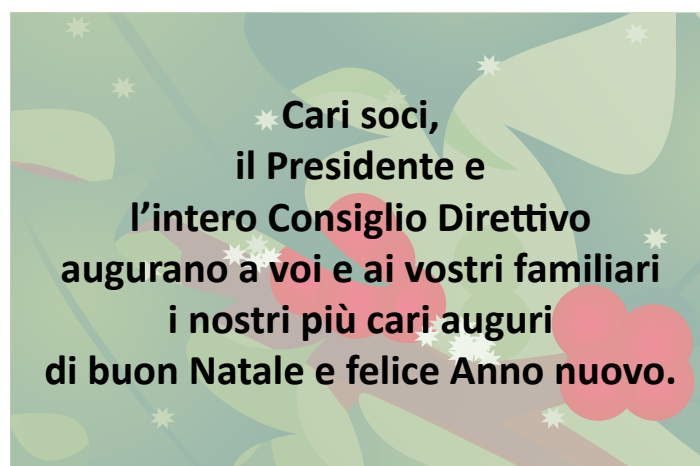 Cari soci,
il Presidente e
l’intero Consiglio Direttivo
augurano a voi e ai vostri familiari
i nostri più cari auguri
di buon Natale e felice Anno nuovo.